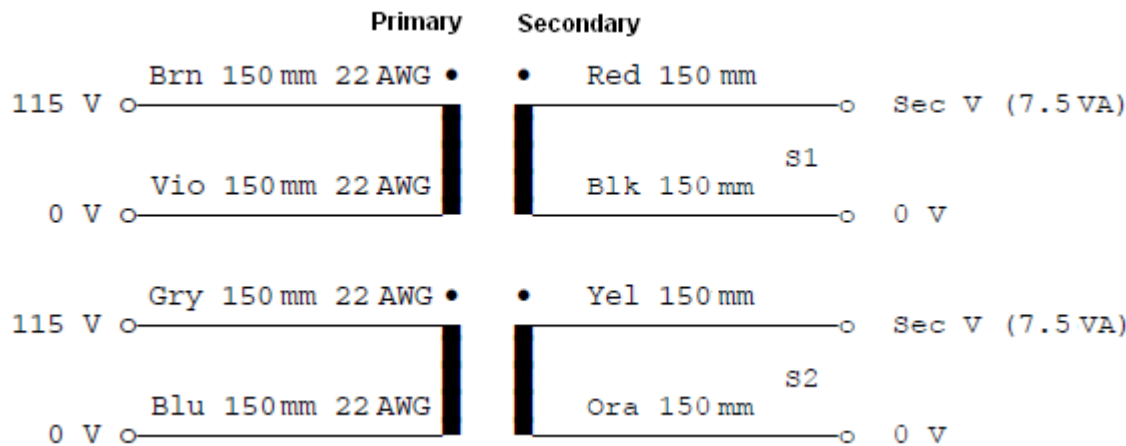 Primary Secondary
Brn 150 mm 22 AWG • • Red 150 mm
115 V Sec V (7.5 VA)
S1
Vio 150 mm 22 AWG Blk 150 mm
0 V 0 V
Gry 150 mm 22 AWG • • Yel 150 mm
115 V Sec V (7.5 VA)
S2
Blu 150 mm 22 AWG Ora 150 mm
0 V 0 V